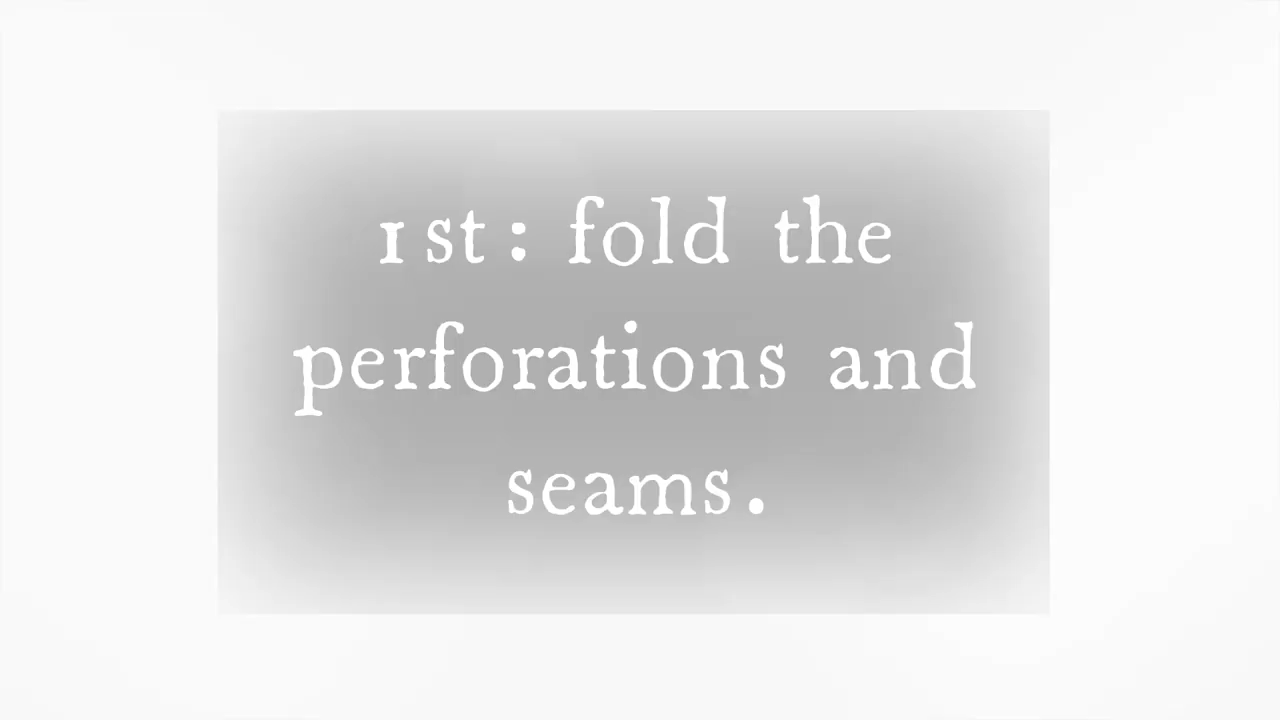 1st: fold the
perforations and
seams.